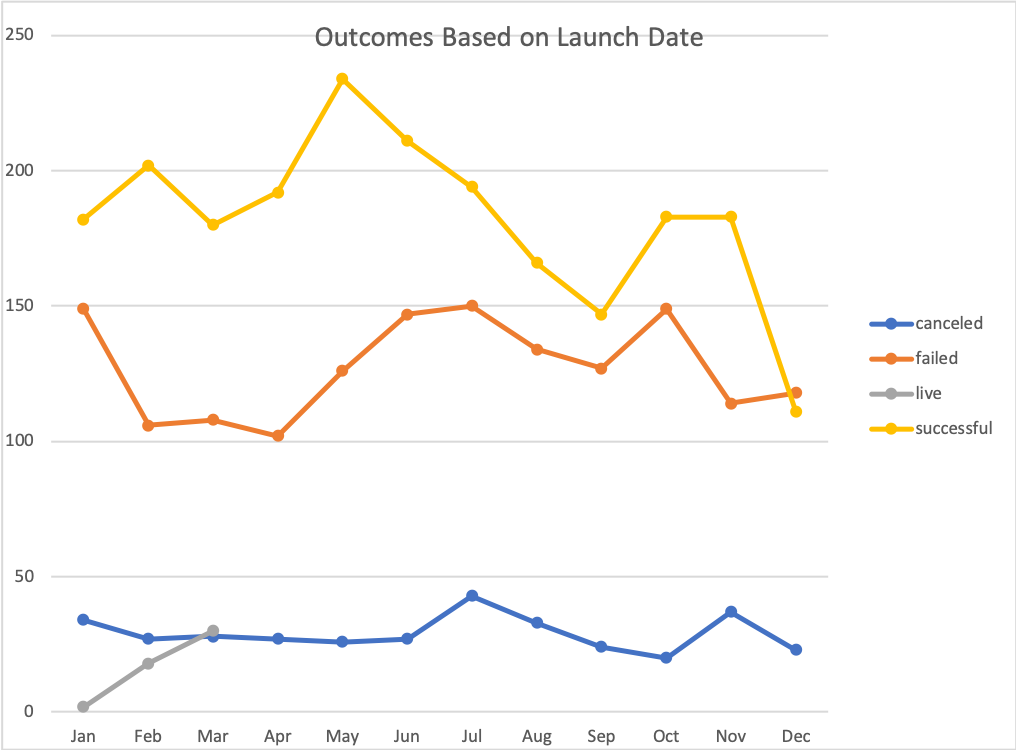 Outcomes Based on Launch Date
250
200
150
100
50
0
Jan Feb Mar Apr May Jun Jul Aug Sep Oct Nov Dec
canceled
failed
live
successful